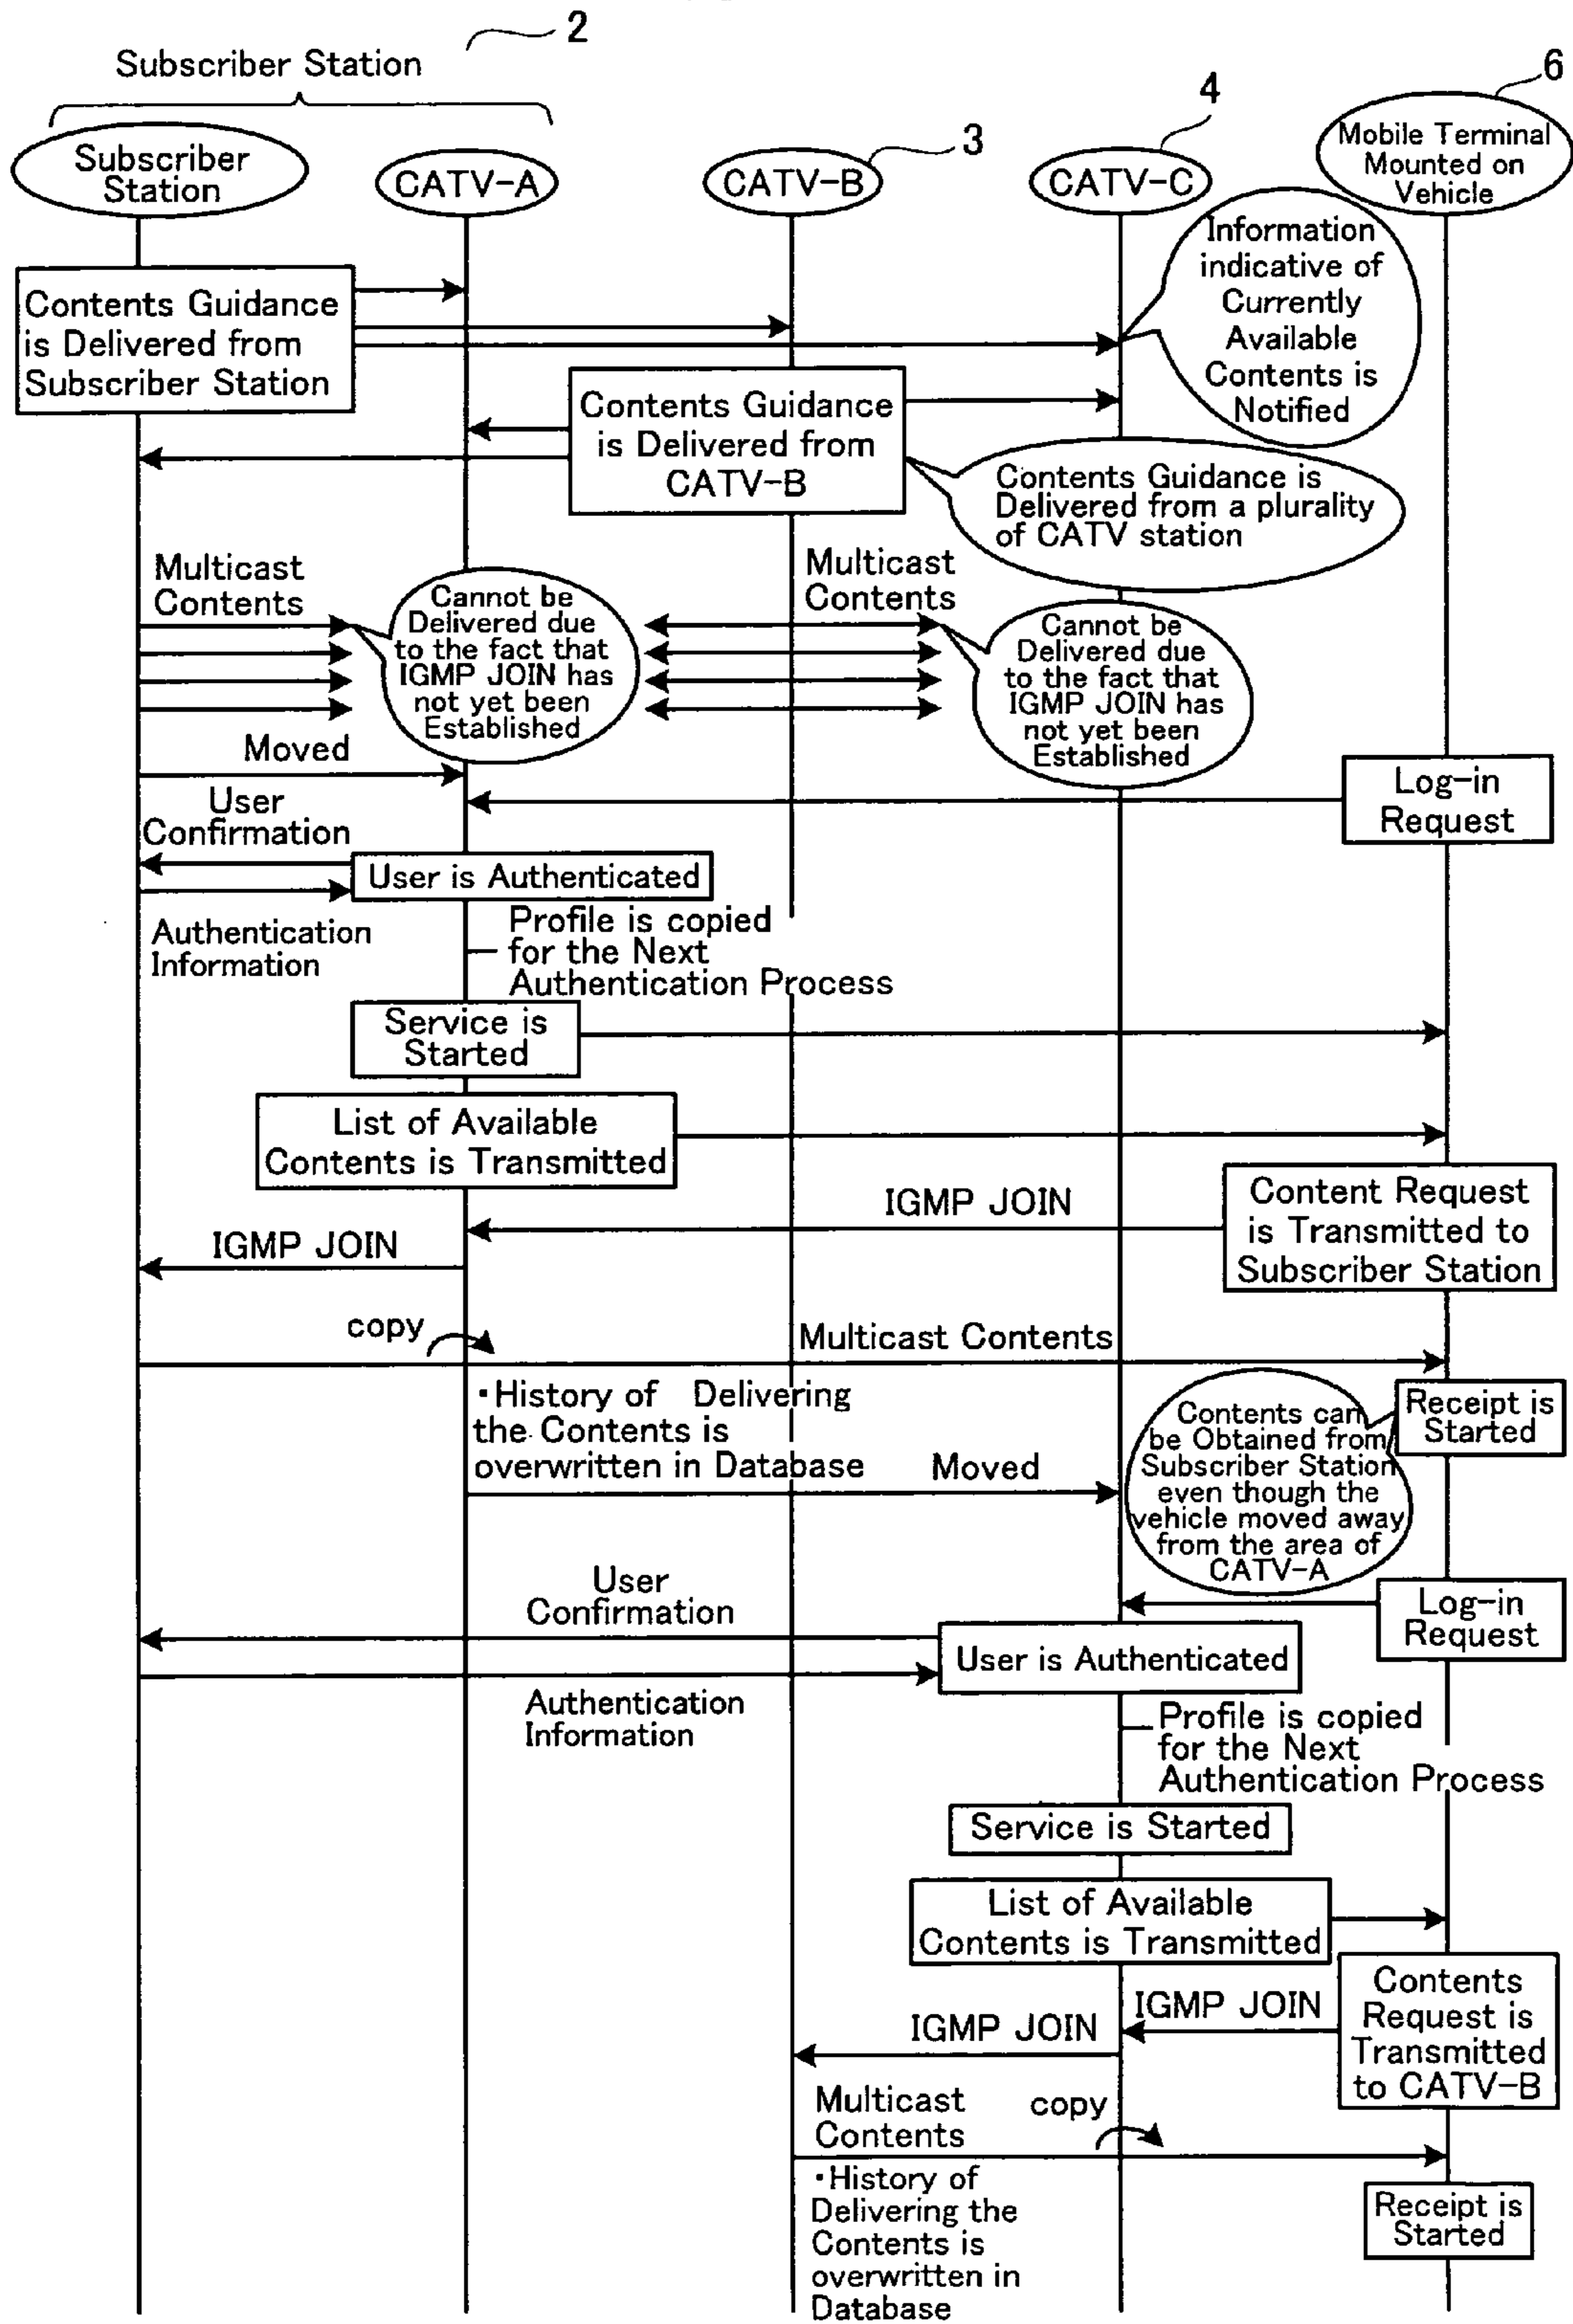 2
Subscriber Station
4
6
3
Subscriber
Station
CATV-A
CATV-B
CATV-C
Mobile Terminal
Mounted on
Vehicle
Information
indicative of
Currently
Available
Contents is
Notified
Contents Guidance
is Delivered from
Subscriber Station
Contents Guidance
is Delivered from
CATV-B
Contents Guidance is
Delivered from a plurality
of CATV station
Multicast
Contents
Cannot be
Delivered due
to the fact that
IGMP JOIN has
not yet been
Established
Multicast
Contents
Cannot be
Delivered due
to the fact that
IGMP JOIN has
not yet been
Established
Moved
Log-in
Request
User
Confirmation
User is Authenticated
Authentication
Information
Profile is copied
for the Next
Authentication Process
Service is
Started
List of Available
Contents is Transmitted
Content Request
is Transmitted to
Subscriber Station
IGMP JOIN
IGMP JOIN
copy
Multicast Contents
・History of Delivering
the Contents is
overwritten in Database
Moved
Receipt is
Started
Contents can
be Obtained from
Subscriber Station
even though the
vehicle moved away
from the area of
CATV-A
Log-in
Request
User
Confirmation
User is Authenticated
Authentication
Information
Profile is copied
for the Next
Authentication Process
Service is Started
List of Available
Contents is Transmitted
Contents
Request is
Transmitted
to CATV-B
IGMP JOIN
IGMP JOIN
Multicast
Contents
copy
・History of
Delivering the
Contents is
overwritten in
Database
Receipt is
Started